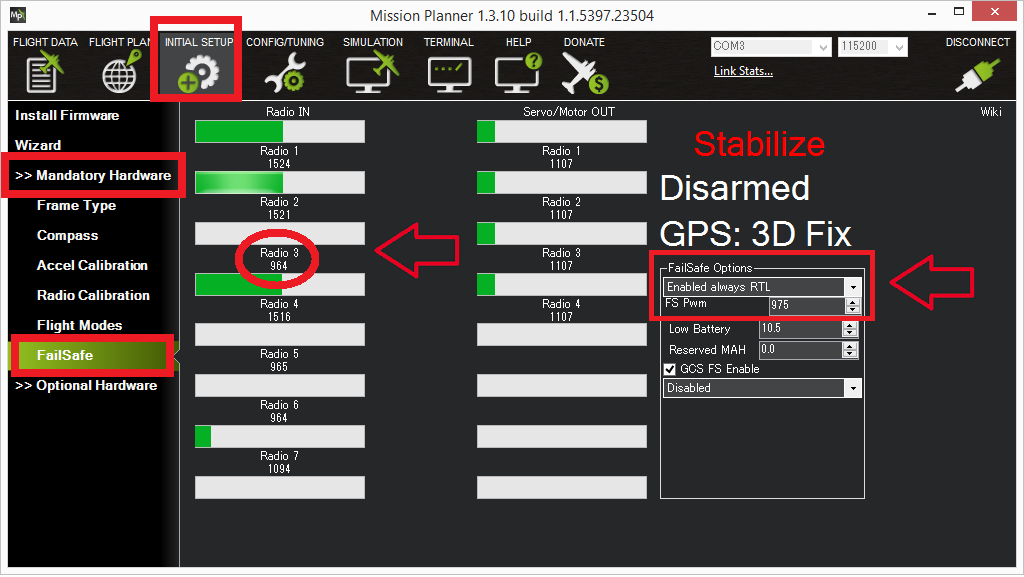 Mp
Mission Planner 1.3.10 build 1.1.5397.23504
FLIGHT DATA
FLIGHT PLAN
INITIAL SETUP
CONFIG/TUNING
SIMULATION
TERMINAL
HELP
DONATE
COM3
115200
DISCONNECT
Link Stats...
Install Firmware
Wizard
>> Mandatory Hardware
Frame Type
Compass
Accel Calibration
Radio Calibration
Flight Modes
FailSafe
>> Optional Hardware
Radio IN
Radio 1
1524
Radio 2
1521
Radio 3
964
Radio 4
1516
Radio 5
965
Radio 6
964
Radio 7
1094
Servo/Motor OUT
Radio 1
1107
Radio 2
1107
Radio 3
1107
Radio 4
1107
Wiki
Stabilize
Disarmed
GPS: 3D Fix
FailSafe Options
Enabled always RTL
FS Pwm 975
Low Battery 10.5
Reserved MAH 0.0
GCS FS Enable
Disabled